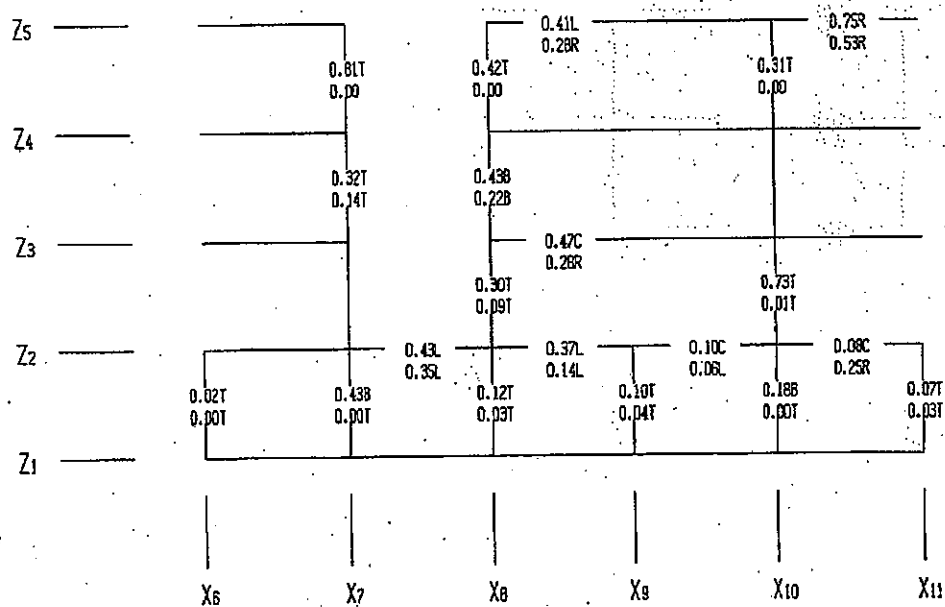 Z5 0.41L 0.75R
0.28R 0.53R
0.61T 0.42T 0.31T
0.00 0.00 0.00
Z4
0.32T 0.43B
0.14T 0.22B
Z3 0.47C
0.28R
0.30T 0.73T
0.09T 0.01T
Z2 0.43L 0.37L 0.10C 0.08C
0.35L 0.14L 0.06L 0.25R
0.02T 0.43B 0.12T 0.10T 0.18B 0.07T
0.00T 0.00T 0.03T 0.04T 0.00T 0.03T
Z1
X6 X7 X8 X9 X10 X11